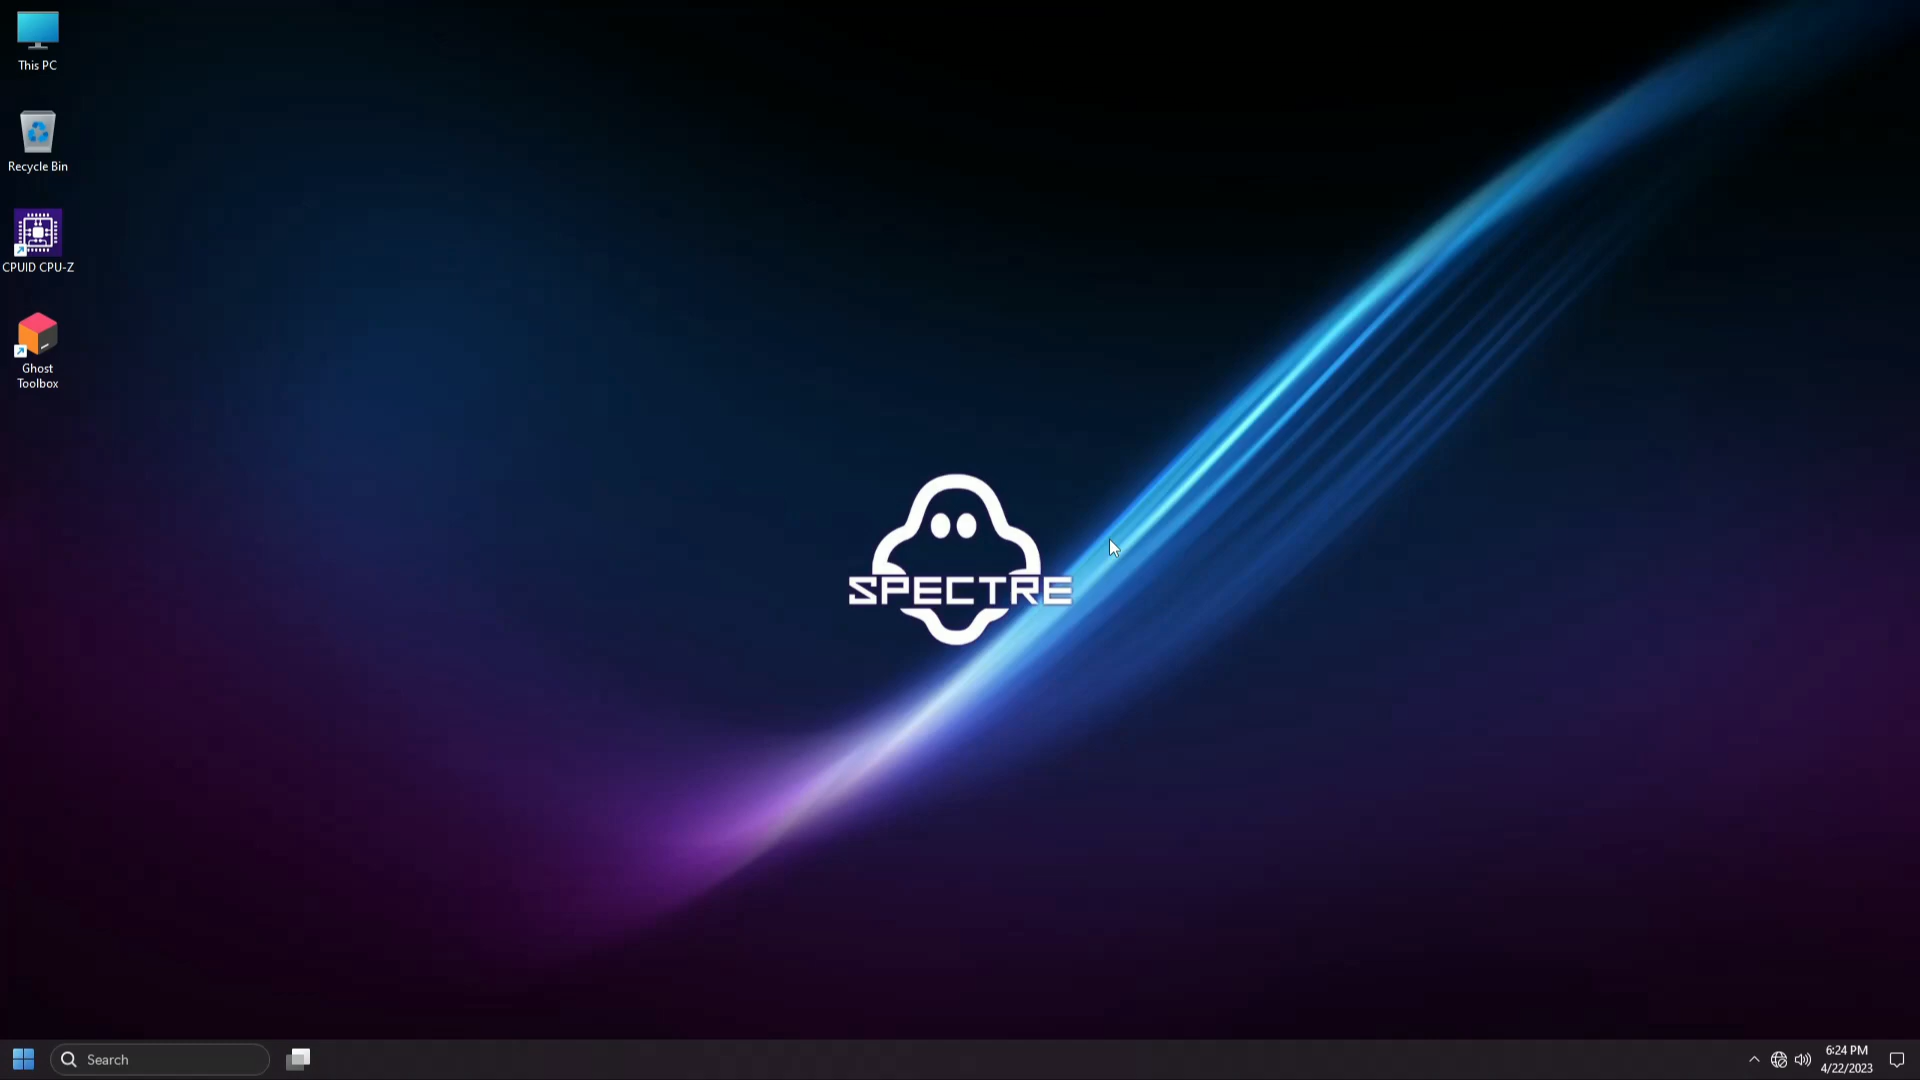 This PC
Recycle Bin
CPUID CPU-Z
Ghost
Toolbox
SPECTRE
Search
6:24 PM
4/22/2023